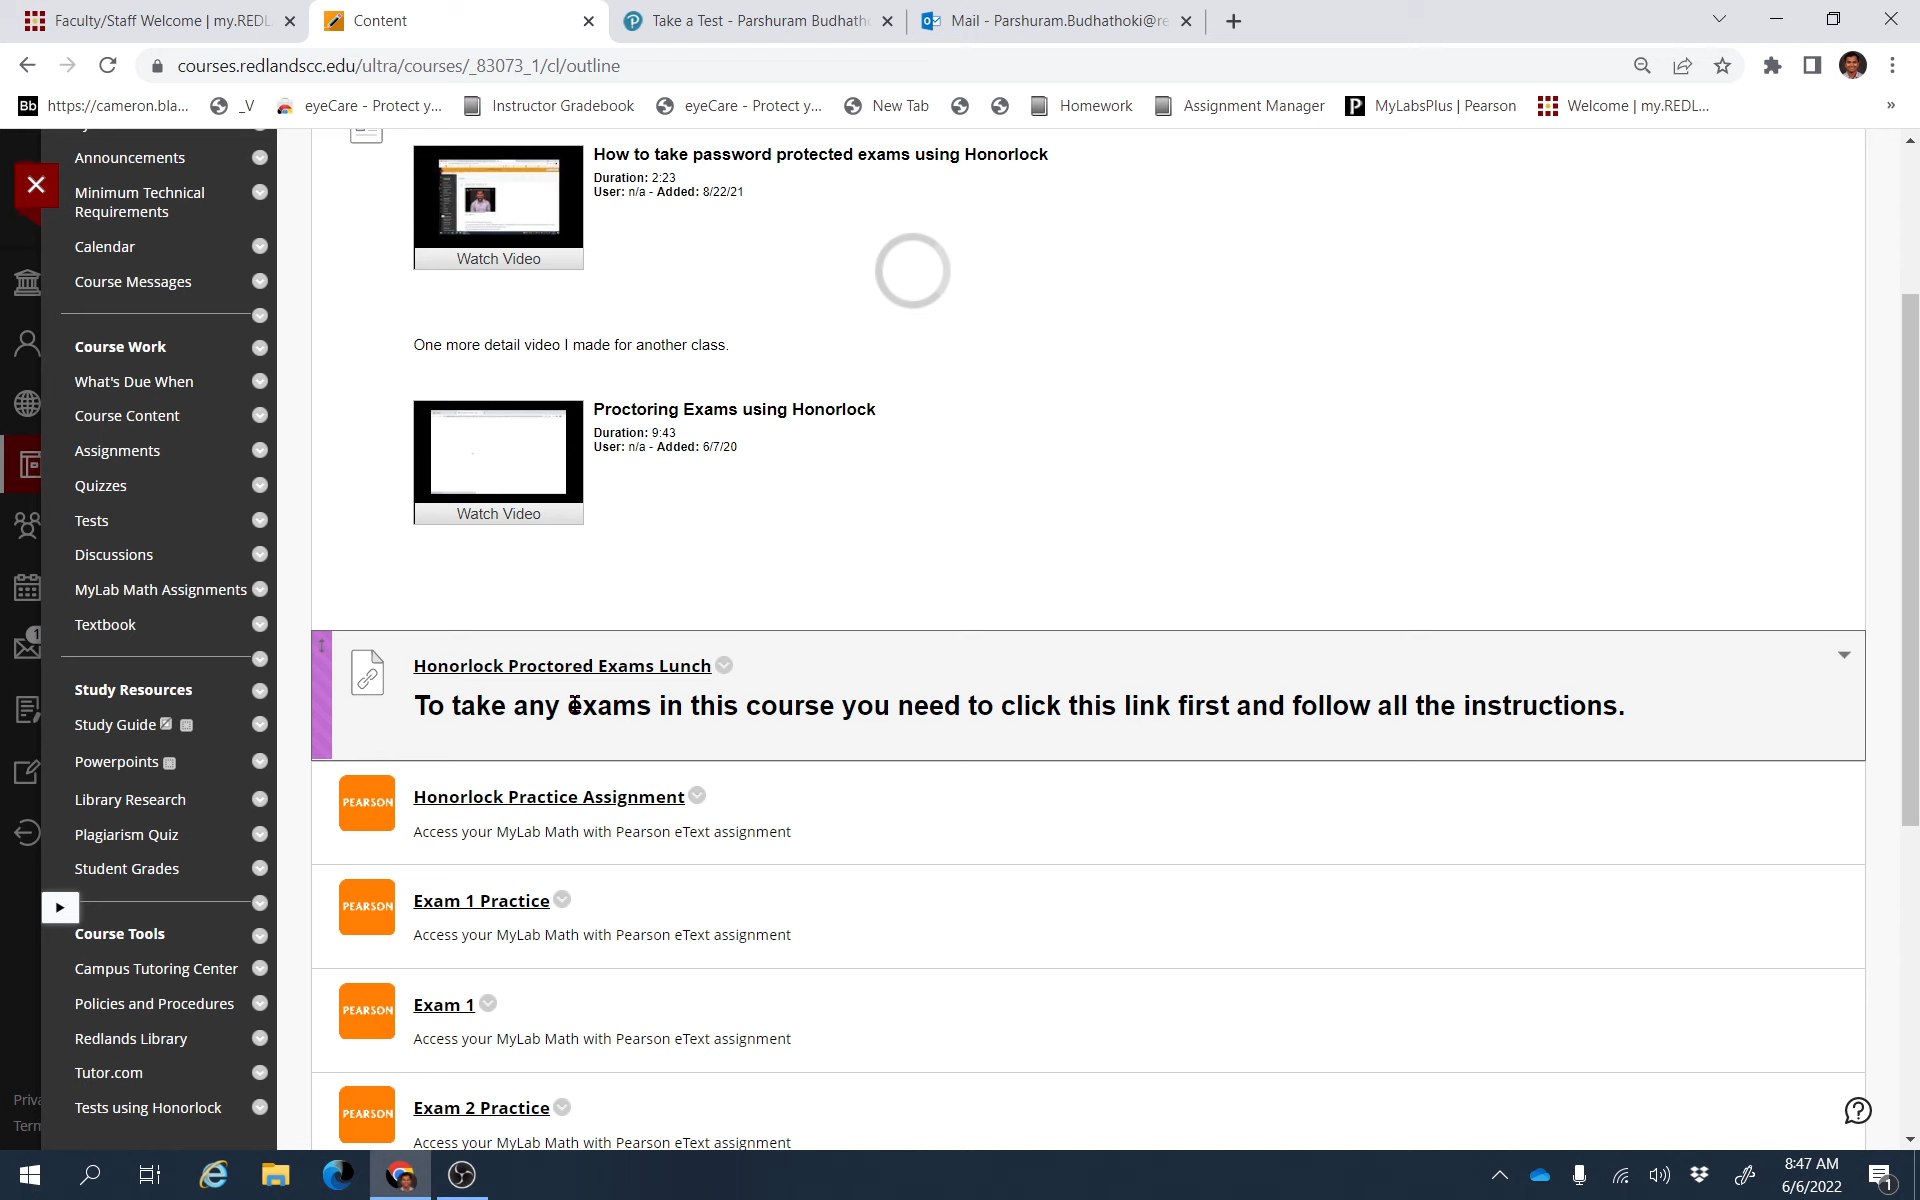 Faculty/Staff Welcome | my.REDL
Content
Take a Test - Parshuram Budhath
Mail - Parshuram.Budhathoki@re
courses.redlandscc.edu/ultra/courses/_83073_1/cl/outline
Bb https://cameron.bla...
_V
eyeCare - Protect y...
Instructor Gradebook
eyeCare - Protect y...
New Tab
Homework
Assignment Manager
MyLabsPlus | Pearson
Welcome | my.REDL...
»
Announcements
Minimum Technical
Requirements
Calendar
Course Messages
Course Work
What's Due When
Course Content
Assignments
Quizzes
Tests
Discussions
MyLab Math Assignments
Textbook
Study Resources
Study Guide
Powerpoints
Library Research
Plagiarism Quiz
Student Grades
Course Tools
Campus Tutoring Center
Policies and Procedures
Redlands Library
Tutor.com
Tests using Honorlock
1
Priva
Term
How to take password protected exams using Honorlock
Duration: 2:23
User: n/a - Added: 8/22/21
Watch Video
One more detail video I made for another class.
Proctoring Exams using Honorlock
Duration: 9:43
User: n/a - Added: 6/7/20
Watch Video
Honorlock Proctored Exams Lunch
To take any exams in this course you need to click this link first and follow all the instructions.
PEARSON
Honorlock Practice Assignment
Access your MyLab Math with Pearson eText assignment
PEARSON
Exam 1 Practice
Access your MyLab Math with Pearson eText assignment
PEARSON
Exam 1
Access your MyLab Math with Pearson eText assignment
PEARSON
Exam 2 Practice
Access your MyLab Math with Pearson eText assignment
8:47 AM
6/6/2022
1